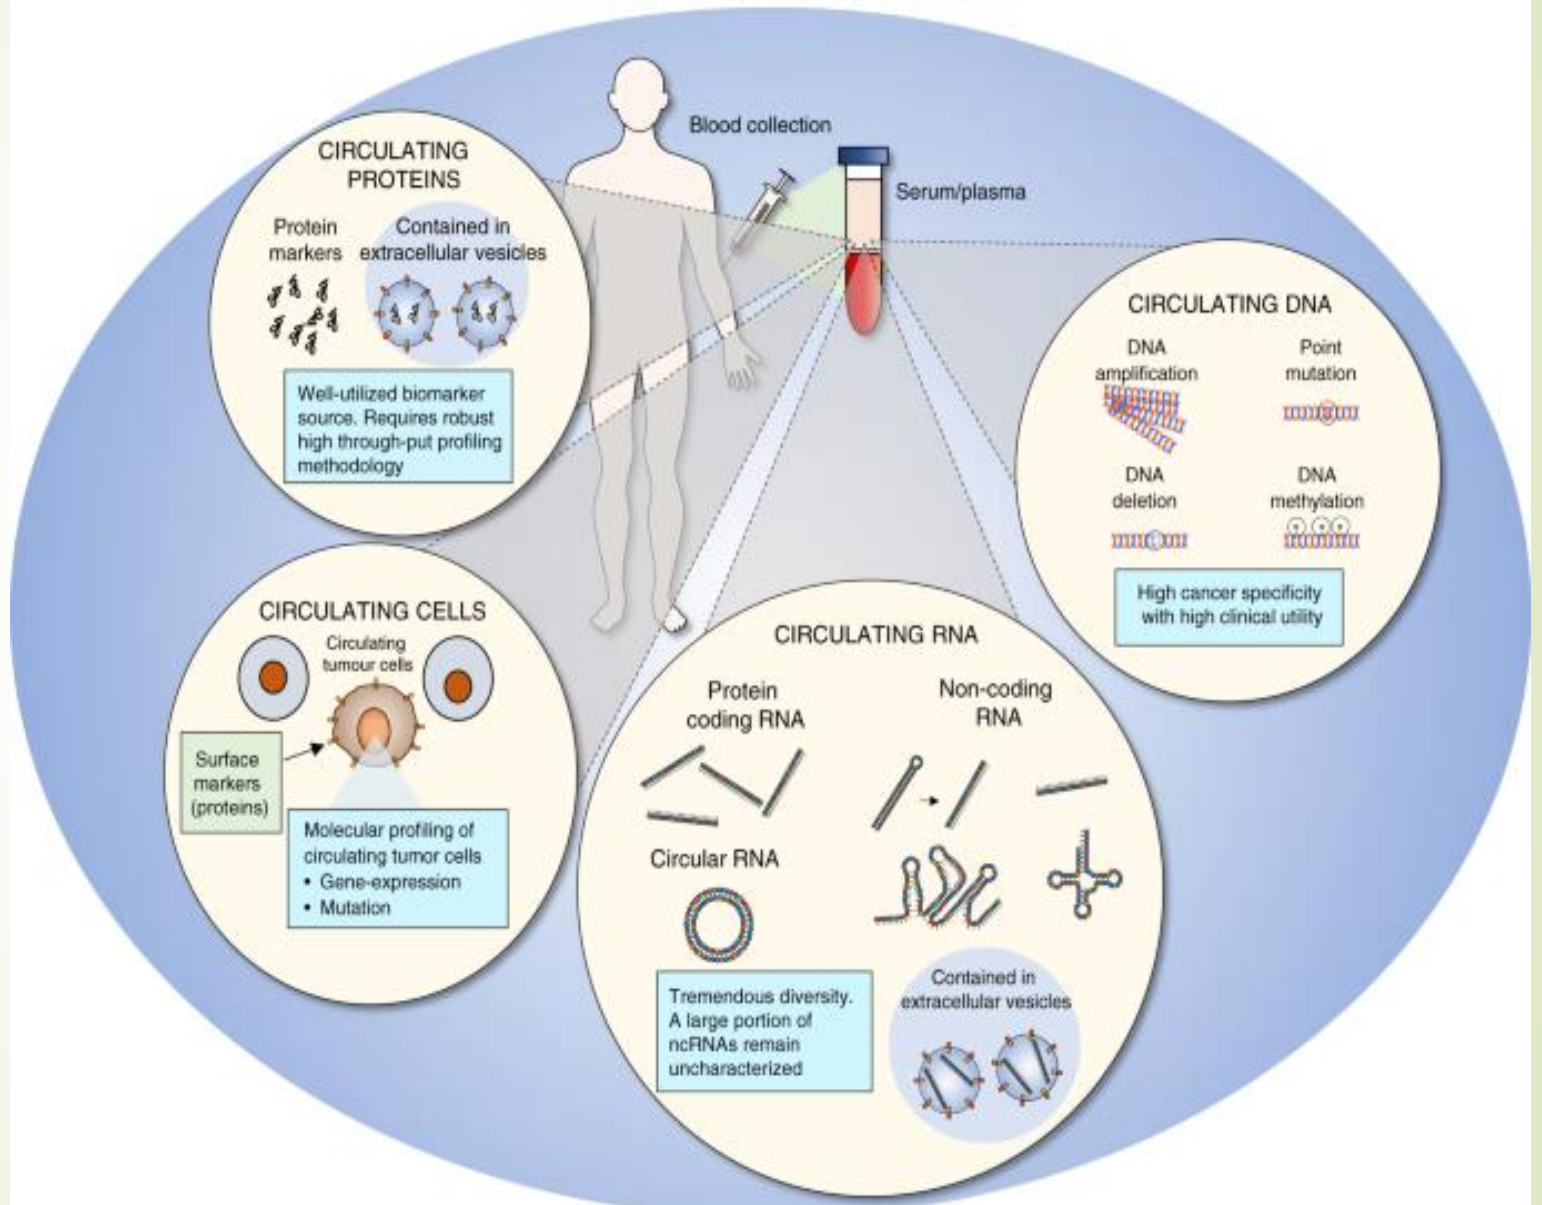 Blood collection
Serum/plasma
CIRCULATING
PROTEINS
Protein
markers
Contained in
extracellular vesicles
Well-utilized biomarker
source. Requires robust
high through-put profiling
methodology
CIRCULATING DNA
DNA
amplification
Point
mutation
DNA
deletion
DNA
methylation
High cancer specificity
with high clinical utility
CIRCULATING CELLS
Circulating
tumour cells
Surface
markers
(proteins)
Molecular profiling of
circulating tumor cells
• Gene-expression
• Mutation
CIRCULATING RNA
Protein
coding RNA
Non-coding
RNA
Circular RNA
Tremendous diversity.
A large portion of
ncRNAs remain
uncharacterized
Contained in
extracellular vesicles